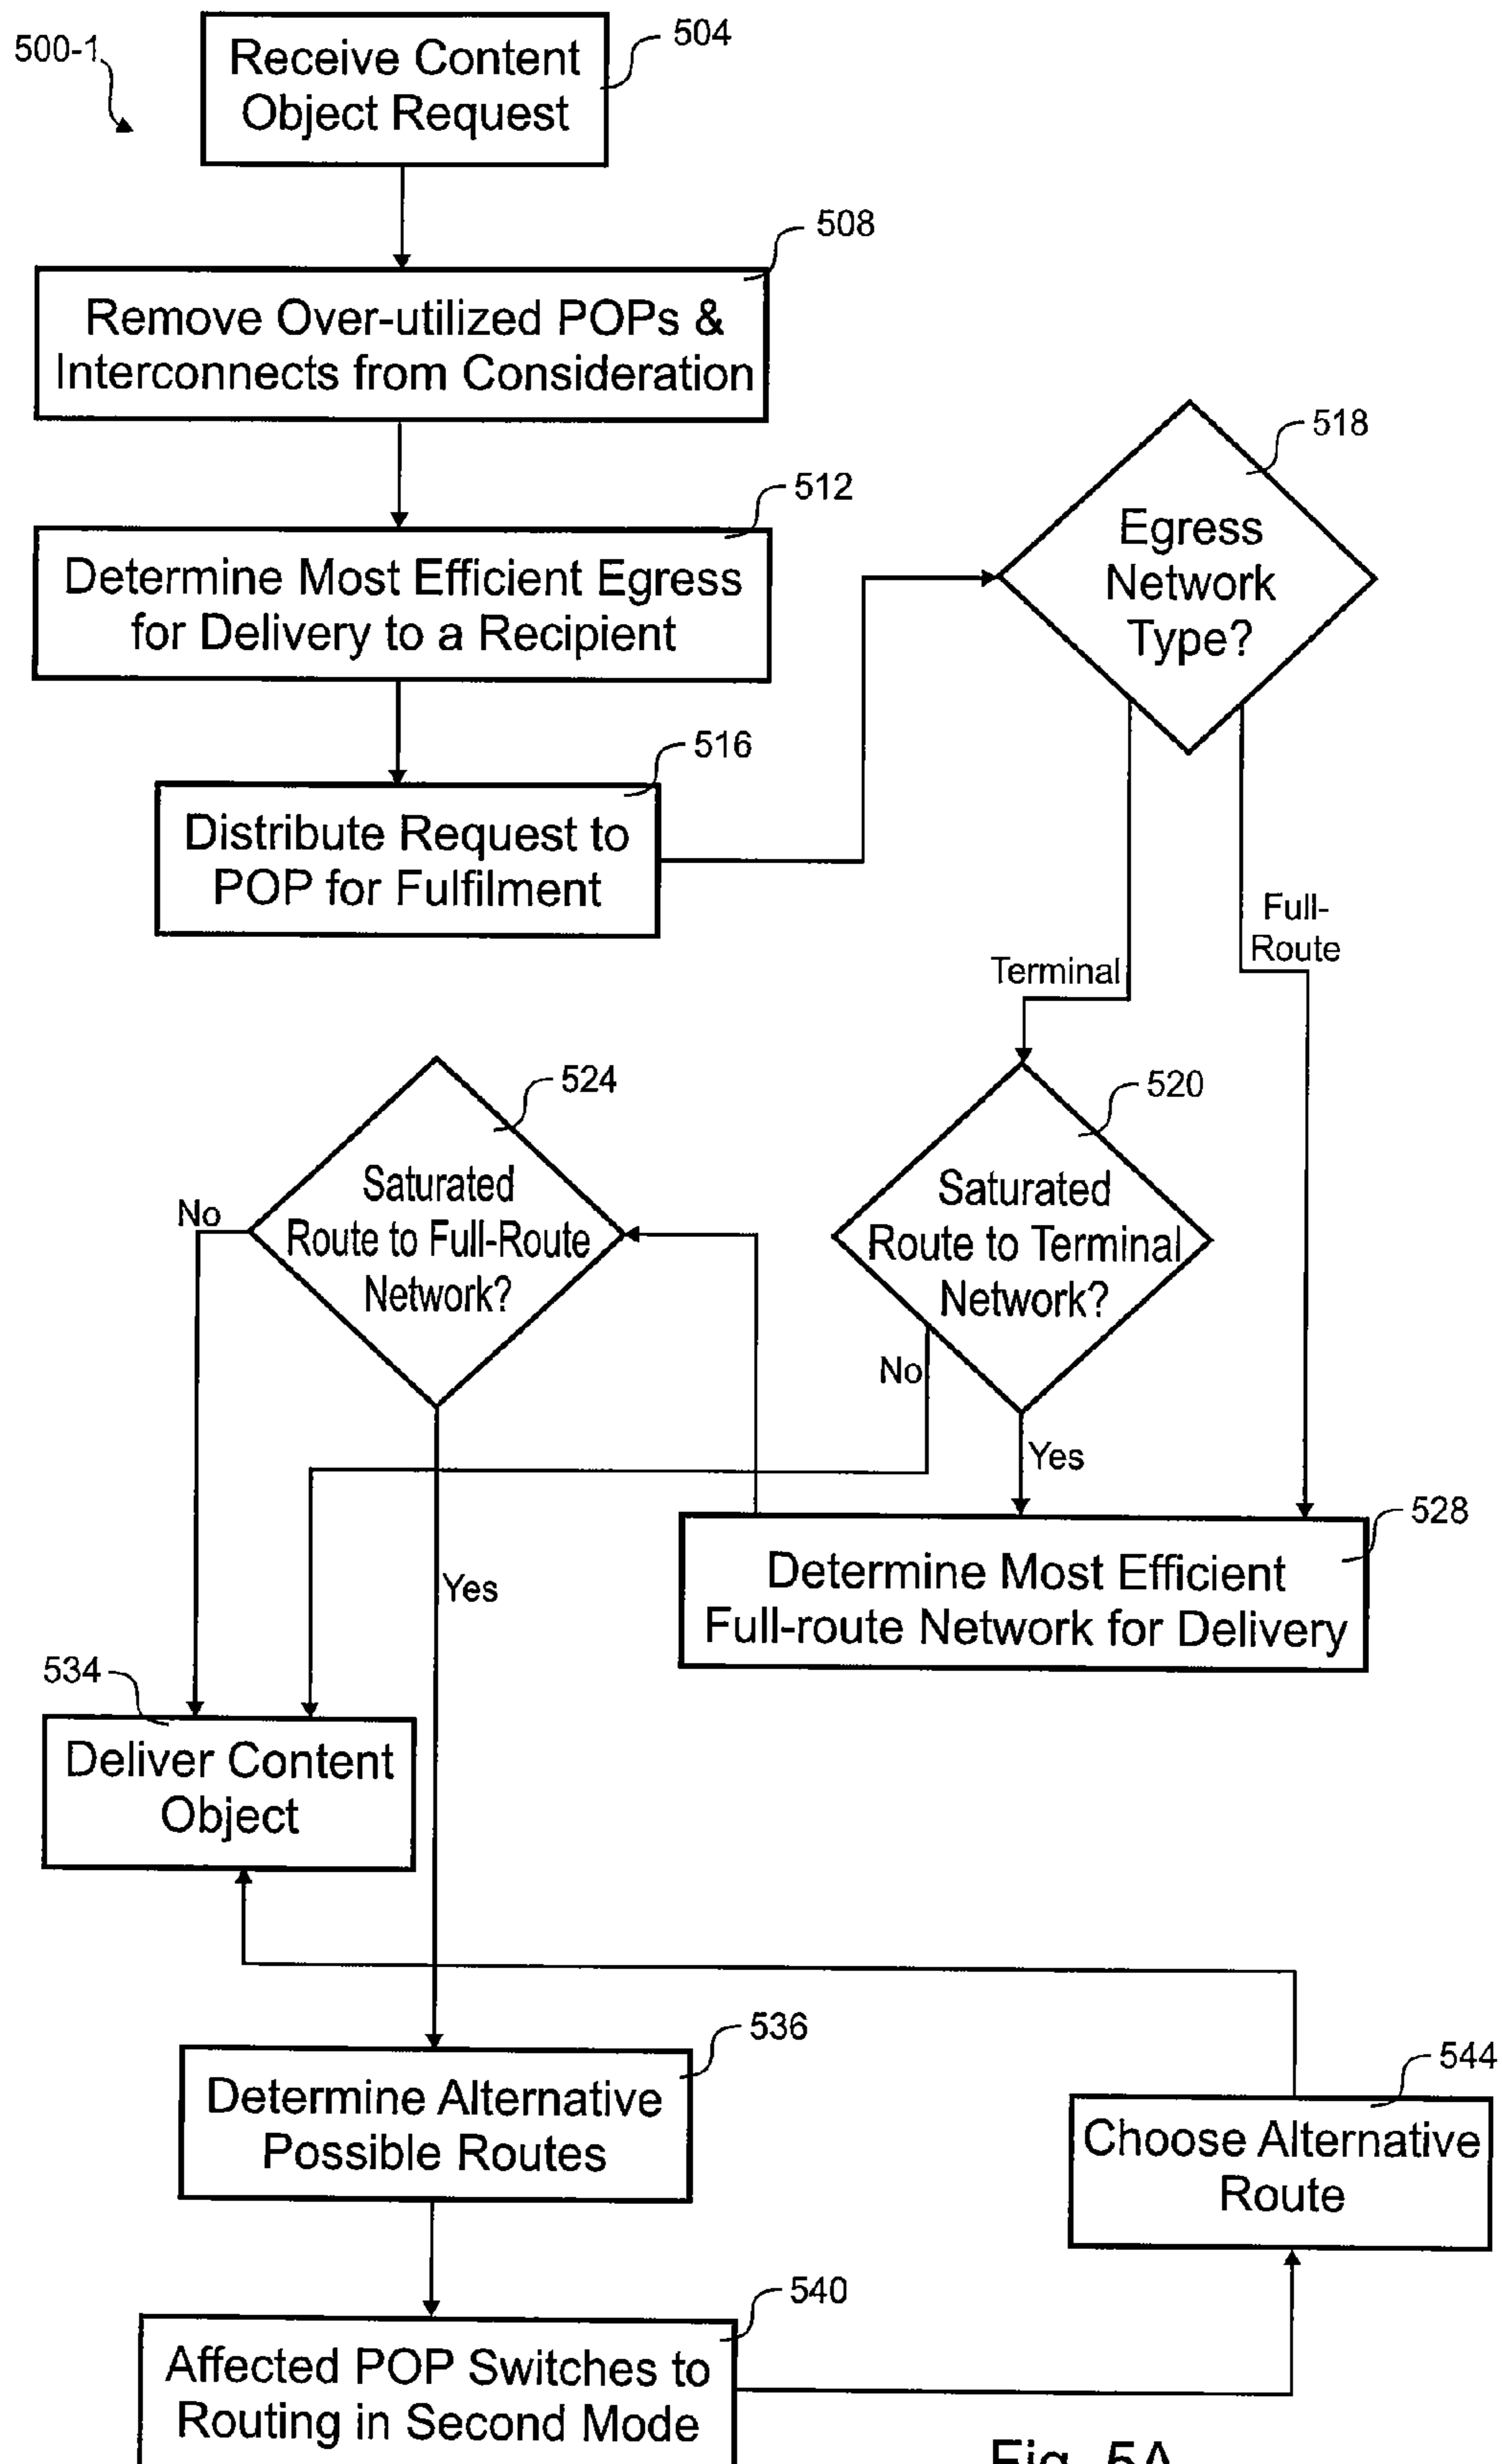 500-1
504
Receive Content
Object Request
508
Remove Over-utilized POPs &
Interconnects from Consideration
512
Determine Most Efficient Egress
for Delivery to a Recipient
516
Distribute Request to
POP for Fulfilment
518
Egress
Network
Type?
Terminal
Full-
Route
524
Saturated
Route to Full-Route
Network?
No
Yes
520
Saturated
Route to Terminal
Network?
No
Yes
528
Determine Most Efficient
Full-route Network for Delivery
534
Deliver Content
Object
536
Determine Alternative
Possible Routes
544
Choose Alternative
Route
540
Affected POP Switches to
Routing in Second Mode
Fig. 5A